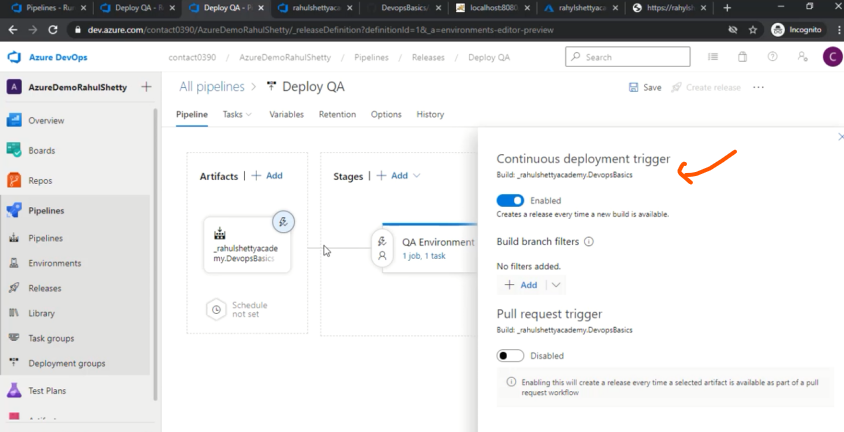 Pipelines - Run
Deploy QA
Deploy QA - P
rahulshettyaca
DevopsBasics/
localhost:8080
rahylshettyaca
https://rahyls
dev.azure.com/contact0390/AzureDemoRahulShetty/_releaseDefinition?definitionId=1&_a=environments-editor-preview
Incognito
Azure DevOps
contact0390 / AzureDemoRahulShetty / Pipelines / Releases / Deploy QA
Search
C
A AzureDemoRahulShetty
Overview
Boards
Repos
Pipelines
Pipelines
Environments
Releases
Library
Task groups
Deployment groups
Test Plans
All pipelines > Deploy QA
Save
Create release
Pipeline Tasks Variables Retention Options History
Artifacts | + Add
Stages | + Add
_rahulshettyacade
my.DevopsBasics
Schedule
not set
QA Environment
1 job, 1 task
Continuous deployment trigger
Build: _rahulshettyacademy.DevopsBasics
Enabled
Creates a release every time a new build is available.
Build branch filters
No filters added.
+ Add
Pull request trigger
Build: _rahulshettyacademy.DevopsBasics
Disabled
Enabling this will create a release every time a selected artifact is available as part of a pull
request workflow